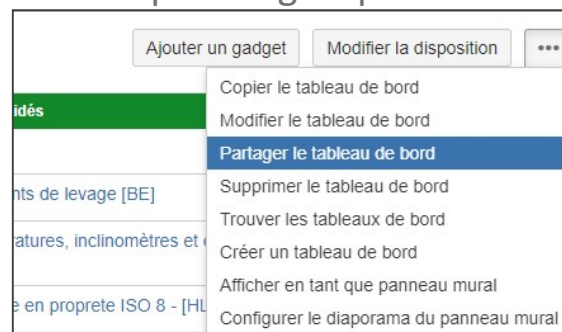 Ajouter un gadget Modifier la disposition •••
Copier le tableau de bord
idés
Modifier le tableau de bord
Partager le tableau de bord
nts de levage [BE] Supprimer le tableau de bord
Trouver les tableaux de bord
atures, inclinomètres et
Créer un tableau de bord
Afficher en tant que panneau mural
e en proprete ISO 8 - [HL
Configurer le diaporama du panneau mural